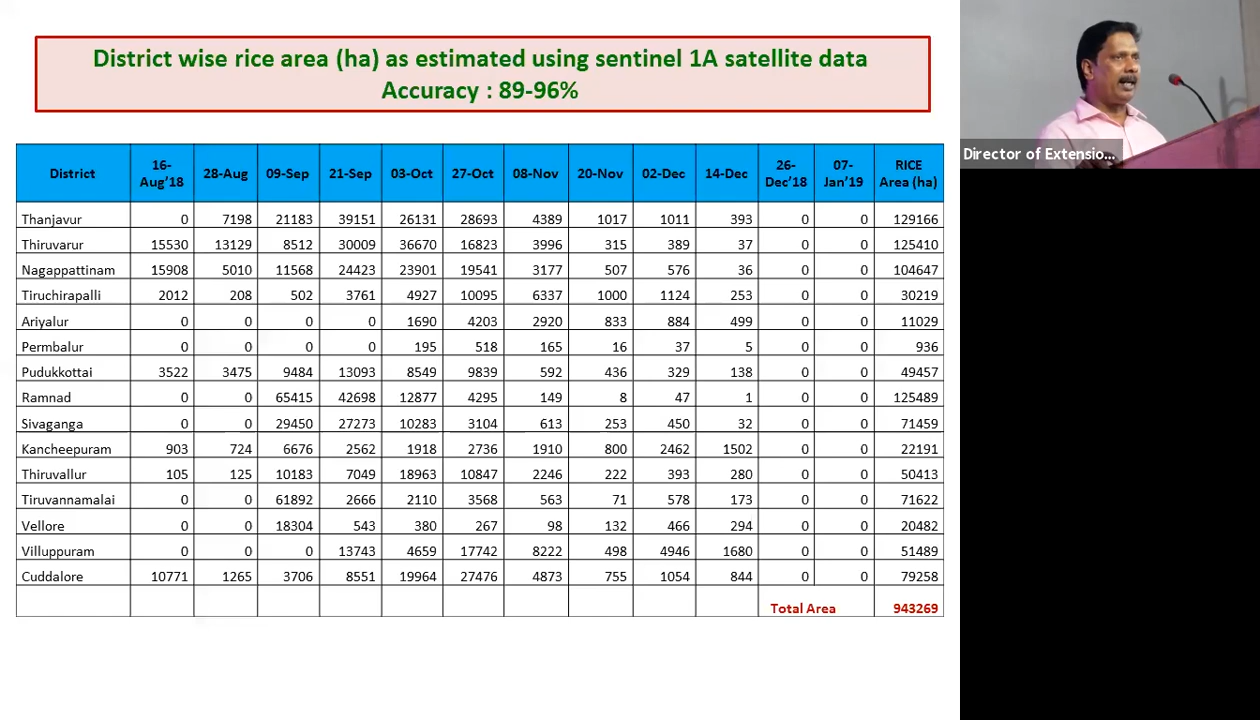 District wise rice area (ha) as estimated using sentinel 1A satellite data
Accuracy : 89-96%
Director of Extensio...
District 16-Aug'18 28-Aug 09-Sep 21-Sep 03-Oct 27-Oct 08-Nov 20-Nov 02-Dec 14-Dec 26-Dec'18 07-Jan'19 RICE Area (ha)
Thanjavur 0 7198 21183 39151 26131 28693 4389 1017 1011 393 0 0 129166
Thiruvarur 15530 13129 8512 30009 36670 16823 3996 315 389 37 0 0 125410
Nagappattinam 15908 5010 11568 24423 23901 19541 3177 507 576 36 0 0 104647
Tiruchirapalli 2012 208 502 3761 4927 10095 6337 1000 1124 253 0 0 30219
Ariyalur 0 0 0 0 1690 4203 2920 833 884 499 0 0 11029
Permbalur 0 0 0 0 195 518 165 16 37 5 0 0 936
Pudukkottai 3522 3475 9484 13093 8549 9839 592 436 329 138 0 0 49457
Ramnad 0 0 65415 42698 12877 4295 149 8 47 1 0 0 125489
Sivaganga 0 0 29450 27273 10283 3104 613 253 450 32 0 0 71459
Kancheepuram 903 724 6676 2562 1918 2736 1910 800 2462 1502 0 0 22191
Thiruvallur 105 125 10183 7049 18963 10847 2246 222 393 280 0 0 50413
Tiruvannamalai 0 0 61892 2666 2110 3568 563 71 578 173 0 0 71622
Vellore 0 0 18304 543 380 267 98 132 466 294 0 0 20482
Villuppuram 0 0 0 13743 4659 17742 8222 498 4946 1680 0 0 51489
Cuddalore 10771 1265 3706 8551 19964 27476 4873 755 1054 844 0 0 79258
Total Area 943269